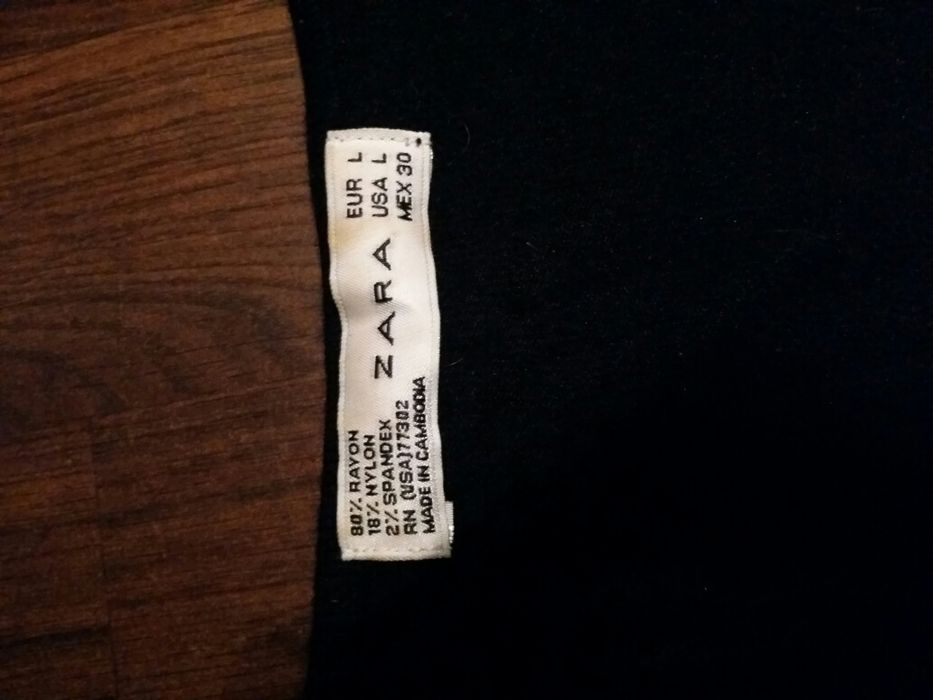 80% RAYON
18% NYLON
2% SPANDEX
RN (USA)77302
MADE IN CAMBODIA
ZARA
EUR L
USA L
MEX 30